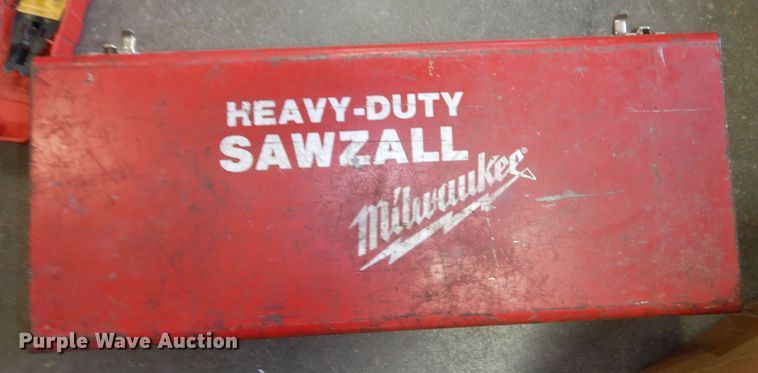 HEAVY-DUTY
SAWZALL
Milwaukee®
Purple Wave Auction